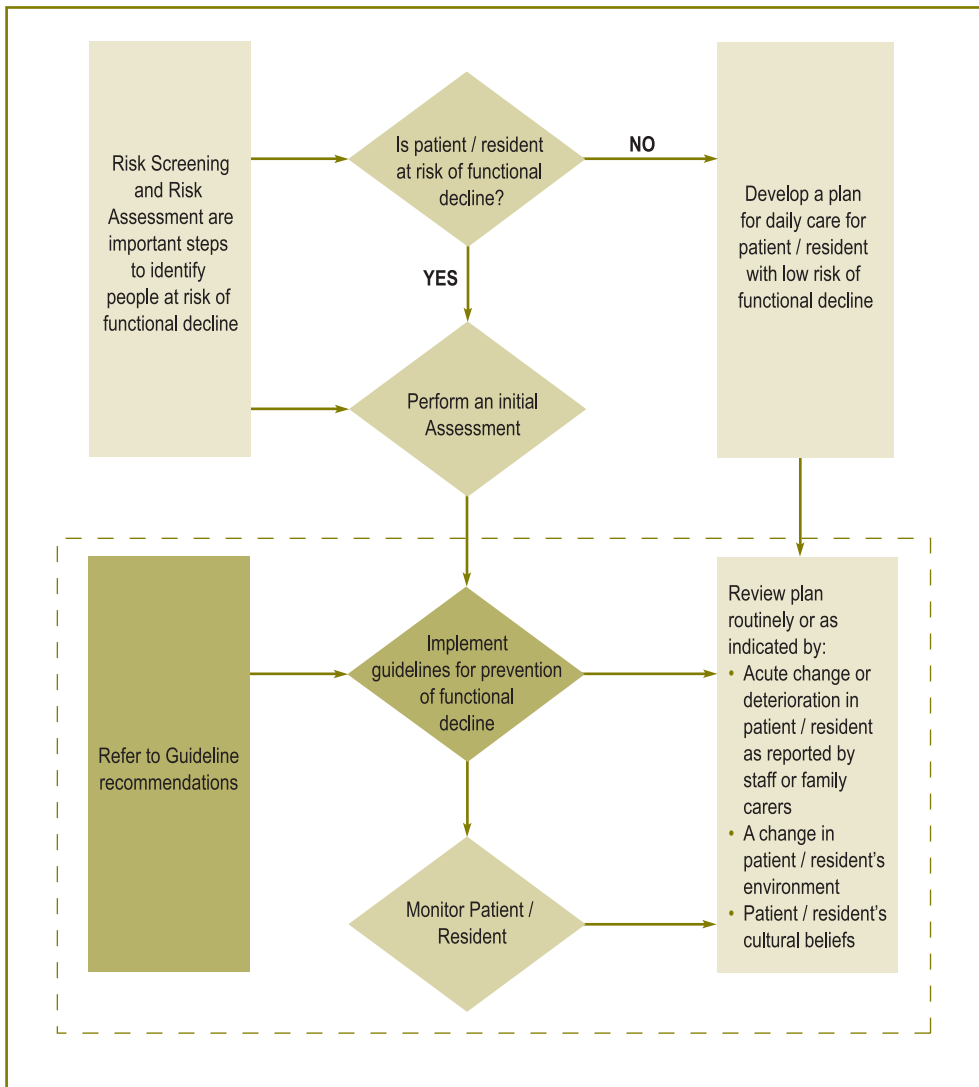 Risk Screening
and Risk
Assessment are
important steps
to identify
people at risk of
functional decline
Is patient / resident
at risk of functional
decline?
NO
YES
Develop a plan
for daily care for
patient / resident
with low risk of
functional decline
Perform an initial
Assessment
Refer to Guideline
recommendations
Implement
guidelines for prevention
of functional
decline
Monitor Patient /
Resident
Review plan
routinely or as
indicated by:
• Acute change or
deterioration in
patient / resident
as reported by
staff or family
carers
• A change in
patient / resident’s
environment
• Patient / resident’s
cultural beliefs